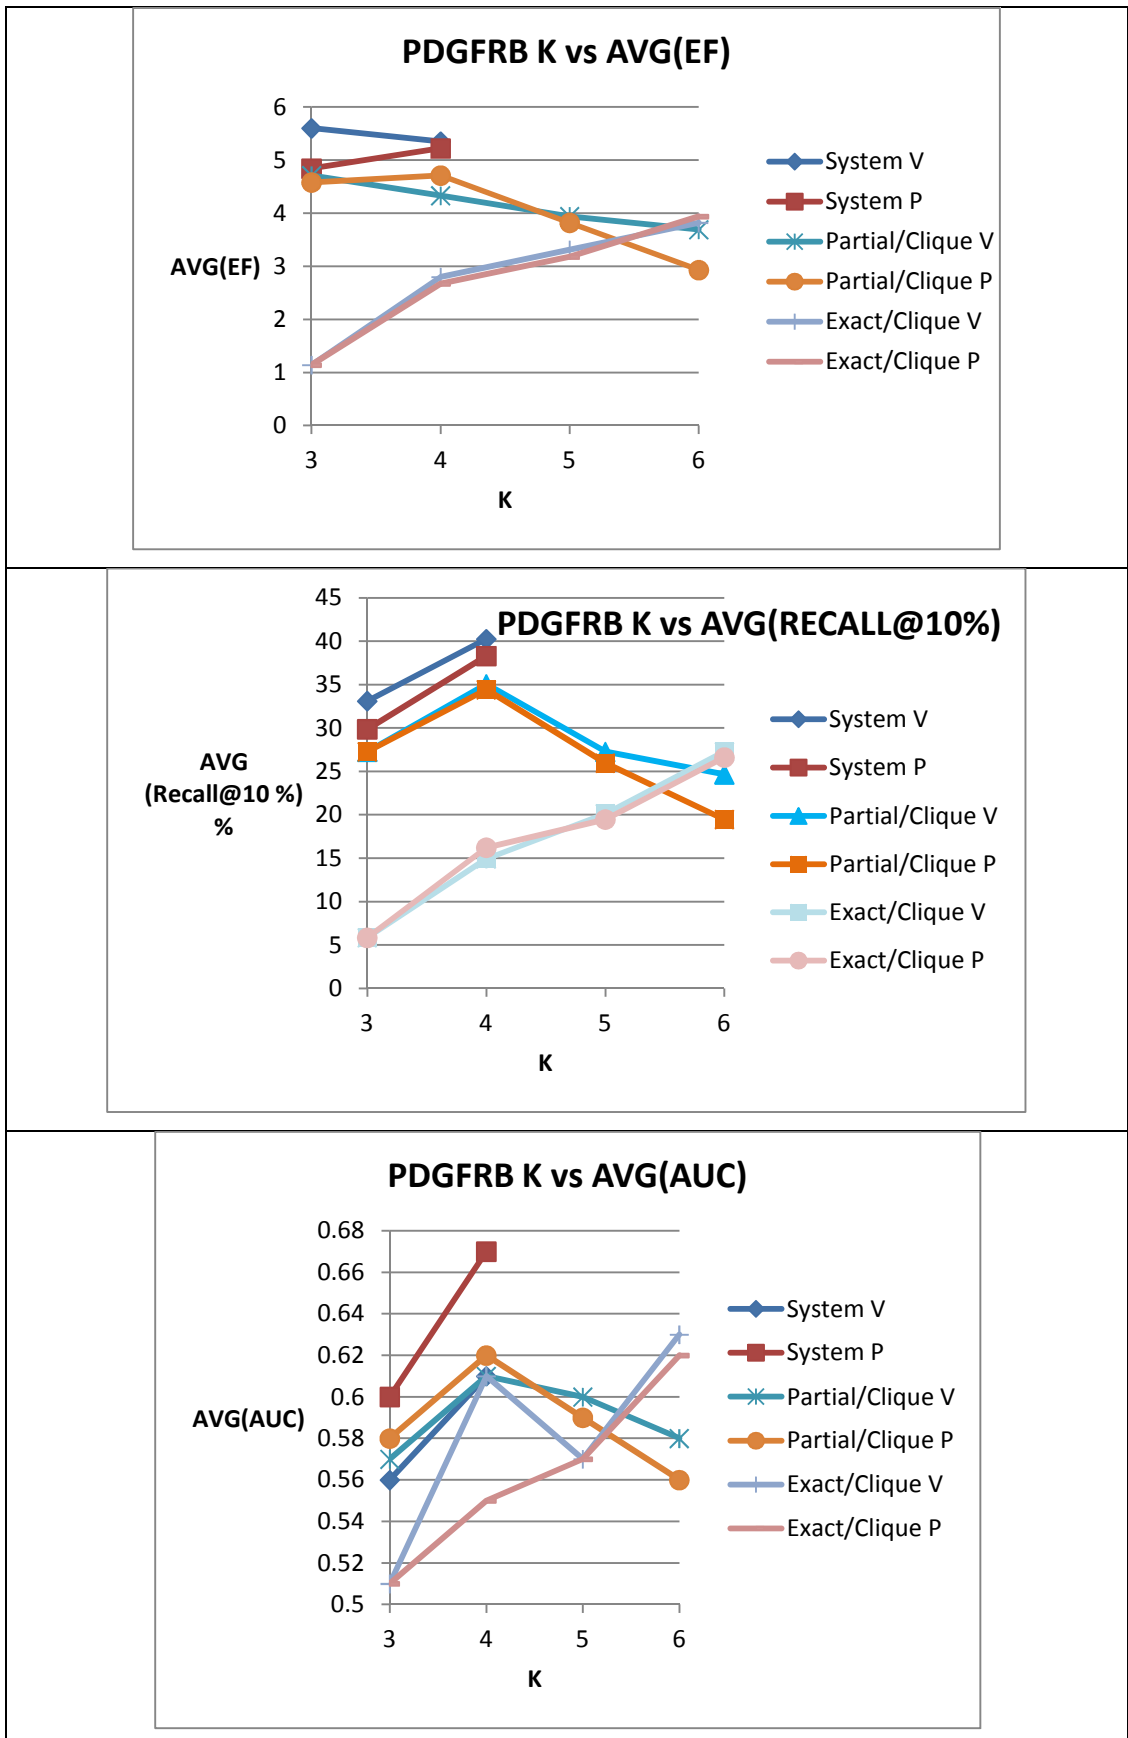 PDGFRB K vs AVG(EF)
6
5
4
3
2
1
0
AVG(EF)
3 4 5 6
K
System V
System P
Partial/Clique V
Partial/Clique P
Exact/Clique V
Exact/Clique P
PDGFRB K vs AVG(RECALL@10%)
45
40
35
30
25
20
15
10
5
0
AVG
(Recall@10 %)
%
3 4 5 6
K
System V
System P
Partial/Clique V
Partial/Clique P
Exact/Clique V
Exact/Clique P
PDGFRB K vs AVG(AUC)
0.68
0.66
0.64
0.62
0.6
0.58
0.56
0.54
0.52
0.5
AVG(AUC)
3 4 5 6
K
System V
System P
Partial/Clique V
Partial/Clique P
Exact/Clique V
Exact/Clique P